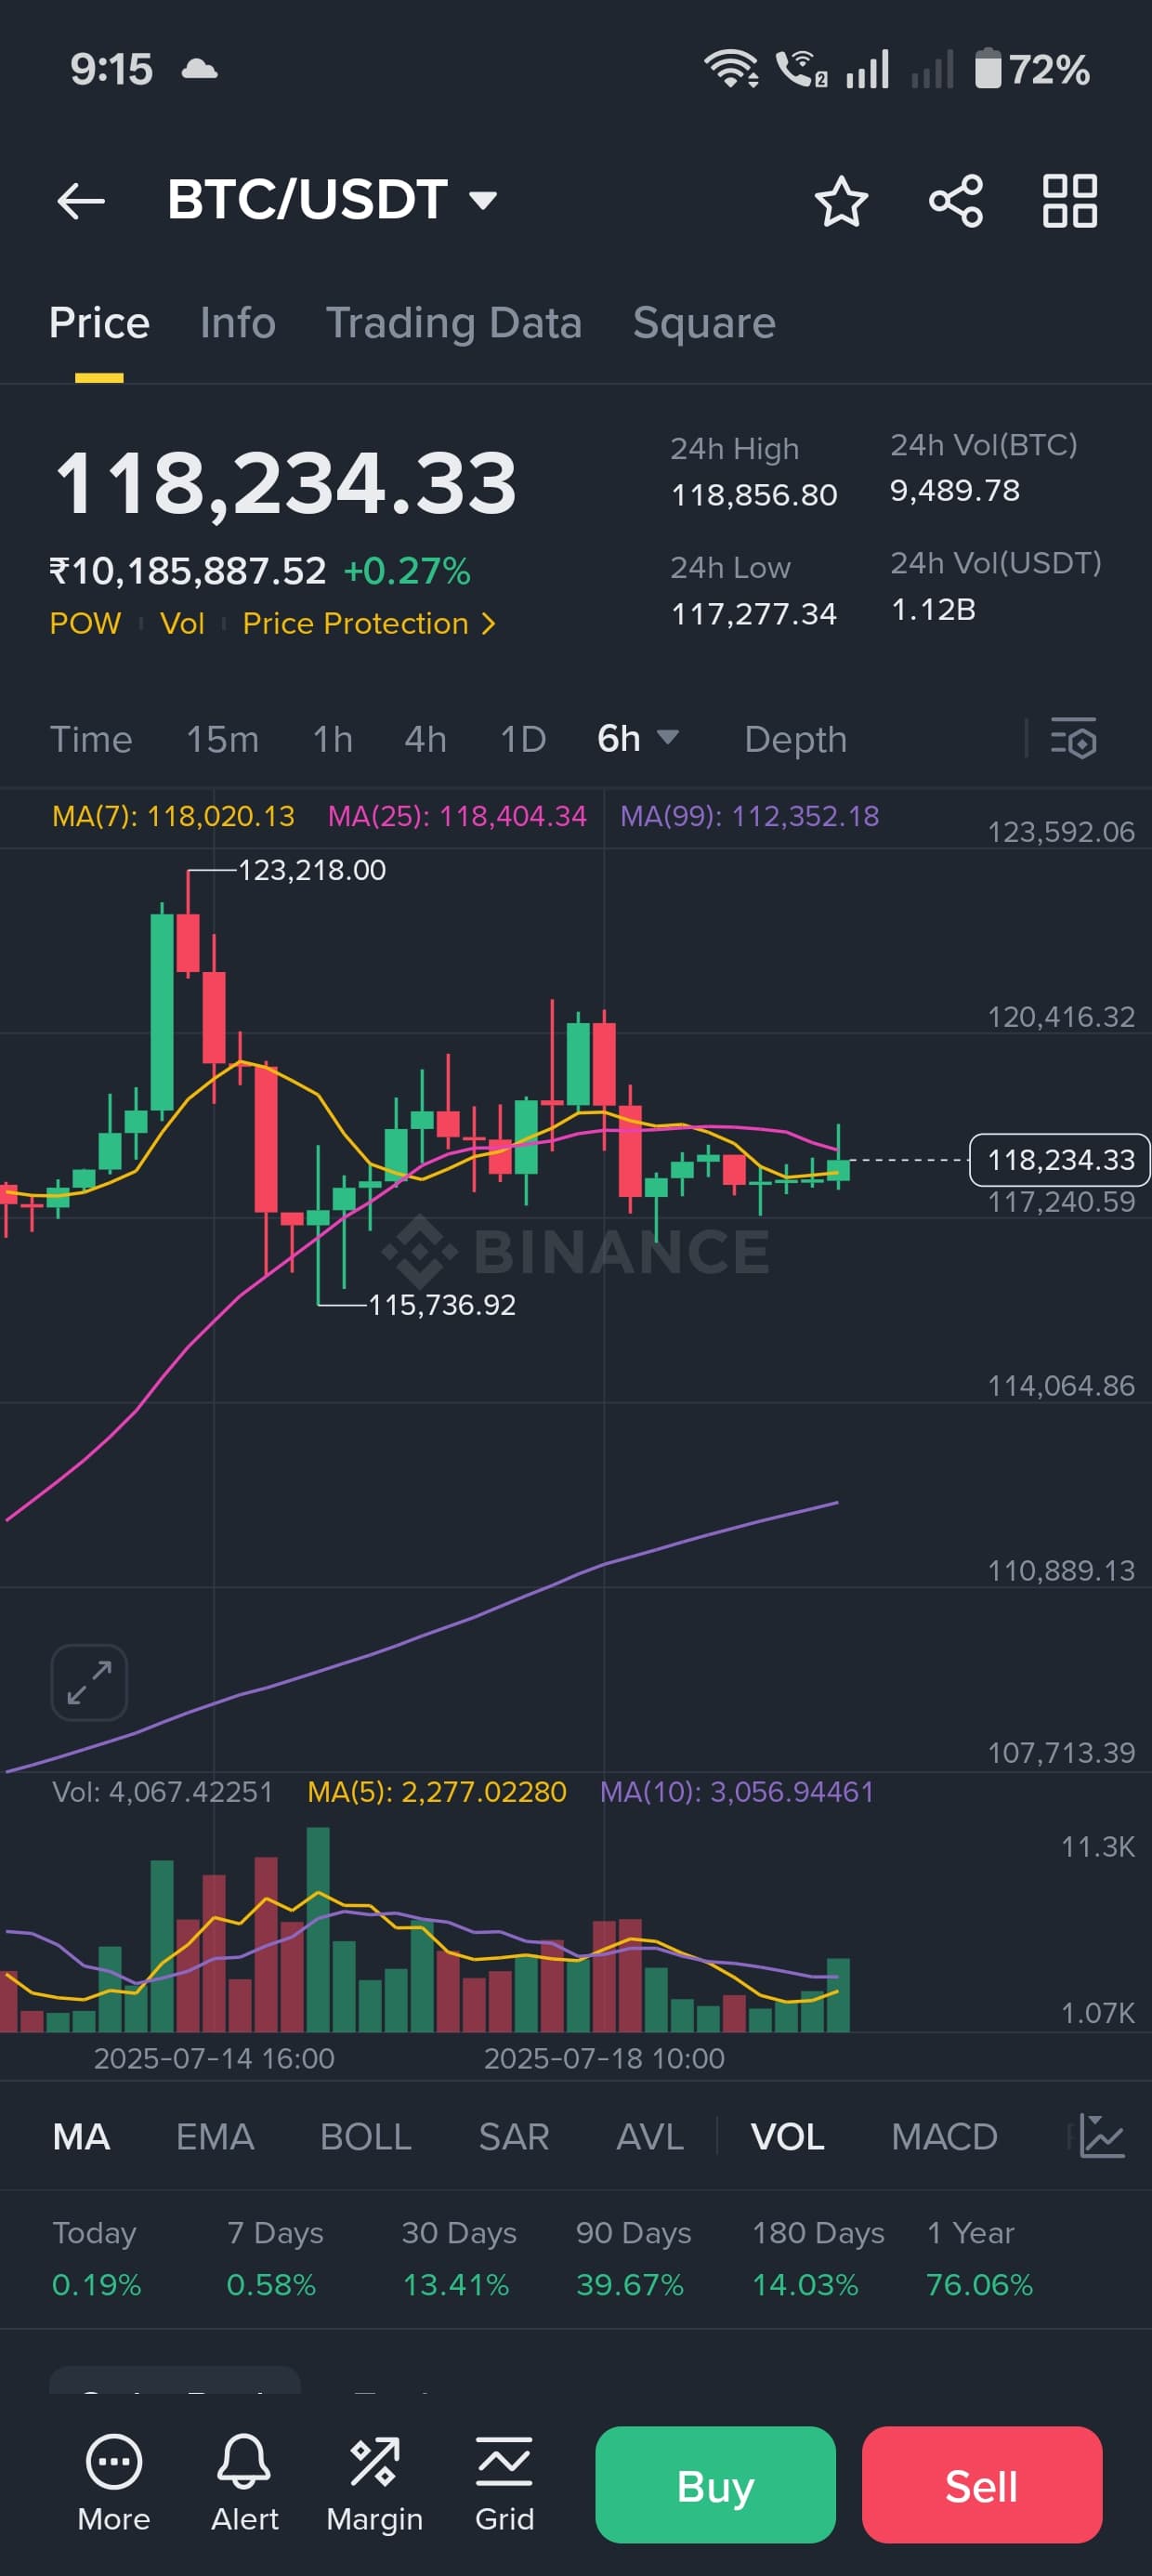 9:15
2
72%
BTC/USDT
Price Info Trading Data Square
118,234.33
₹10,185,887.52 +0.27%
POW Vol Price Protection
24h High
118,856.80
24h Vol(BTC)
9,489.78
24h Low
117,277.34
24h Vol(USDT)
1.12B
Time 15m 1h 4h 1D 6h Depth
MA(7): 118,020.13 MA(25): 118,404.34 MA(99): 112,352.18
123,592.06
123,218.00
120,416.32
118,234.33
117,240.59
BINANCE
115,736.92
114,064.86
110,889.13
107,713.39
Vol: 4,067.42251 MA(5): 2,277.02280 MA(10): 3,056.94461
11.3K
1.07K
2025-07-14 16:00 2025-07-18 10:00
MA EMA BOLL SAR AVL VOL MACD
Today 7 Days 30 Days 90 Days 180 Days 1 Year
0.19% 0.58% 13.41% 39.67% 14.03% 76.06%
More Alert Margin Grid Buy Sell